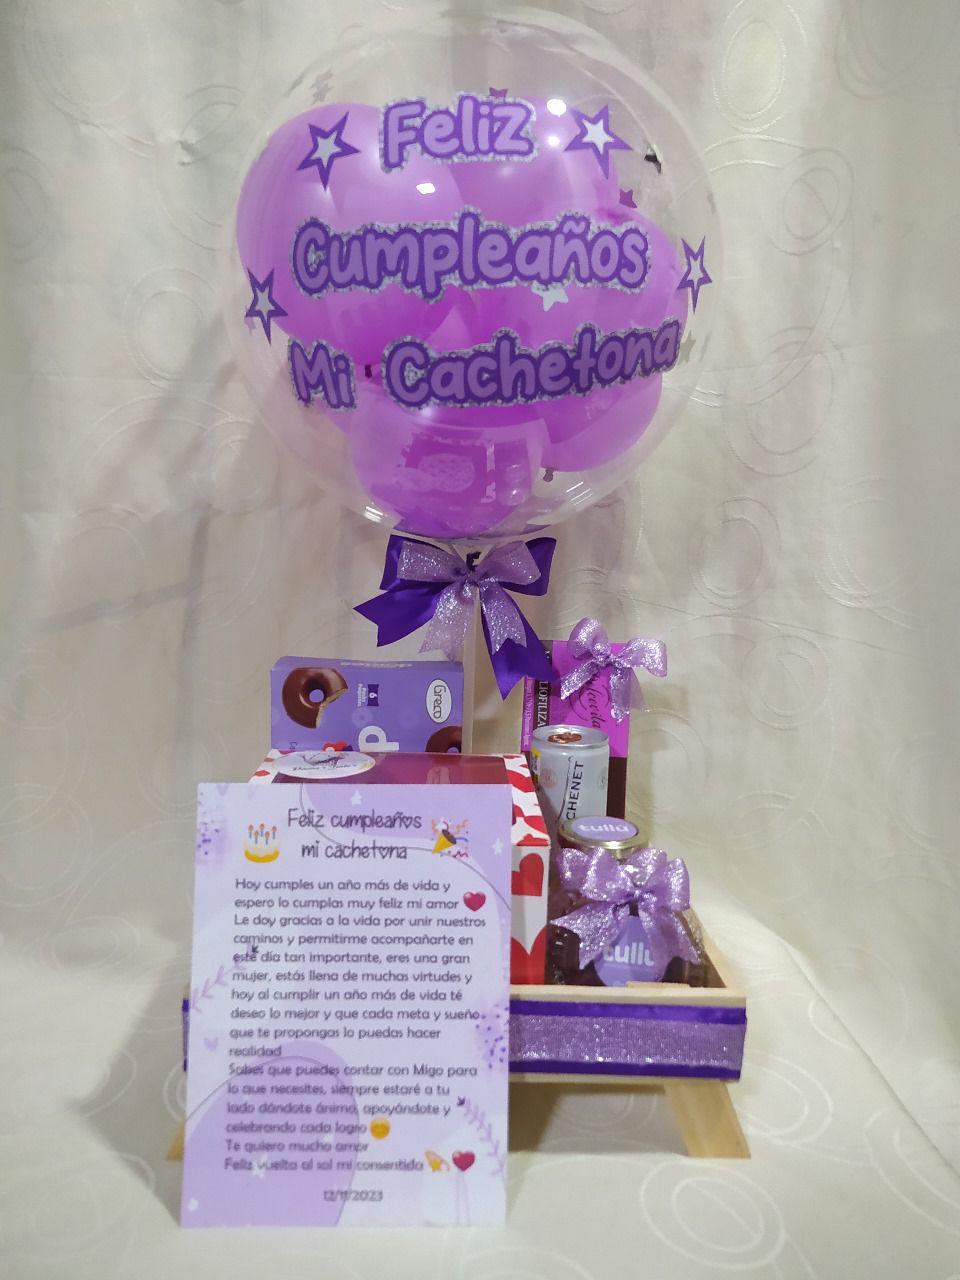 Feliz
Cumpleaños
Mi Cachetona
Greco
d
LIOFILIZA
CHENET
tullú
tullú
Feliz cumpleaños
mi cachetona
Hoy cumples un año más de vida y
espero lo cumplas muy feliz mi amor
Le doy gracias a la vida por unir nuestros
caminos y permitirme acompañarte en
este día tan importante, eres una gran
mujer, estás llena de muchas virtudes y
hoy al cumplir un año más de vida té
deseo lo mejor y que cada meta y sueño
que te propongas lo puedas hacer
realidad
Sabes que puedes contar con Migo para
lo que necesites, siempre estaré a tu
lado dándote ánimo, apoyándote y
celebrando cada logro
Te quiero mucho amor
Feliz vuelta al sol mi consentida
12/11/2023